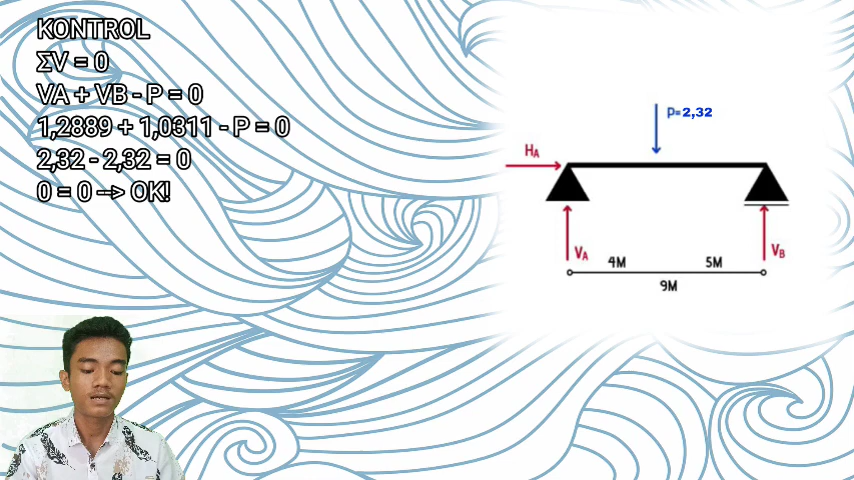 KONTROL
ΣV = 0
VA + VB - P = 0
1,2889 + 1,0311 - P = 0
2,32 - 2,32 = 0
0 = 0 --> OK!
P=2,32
HA
VA
VB
4M
5M
9M